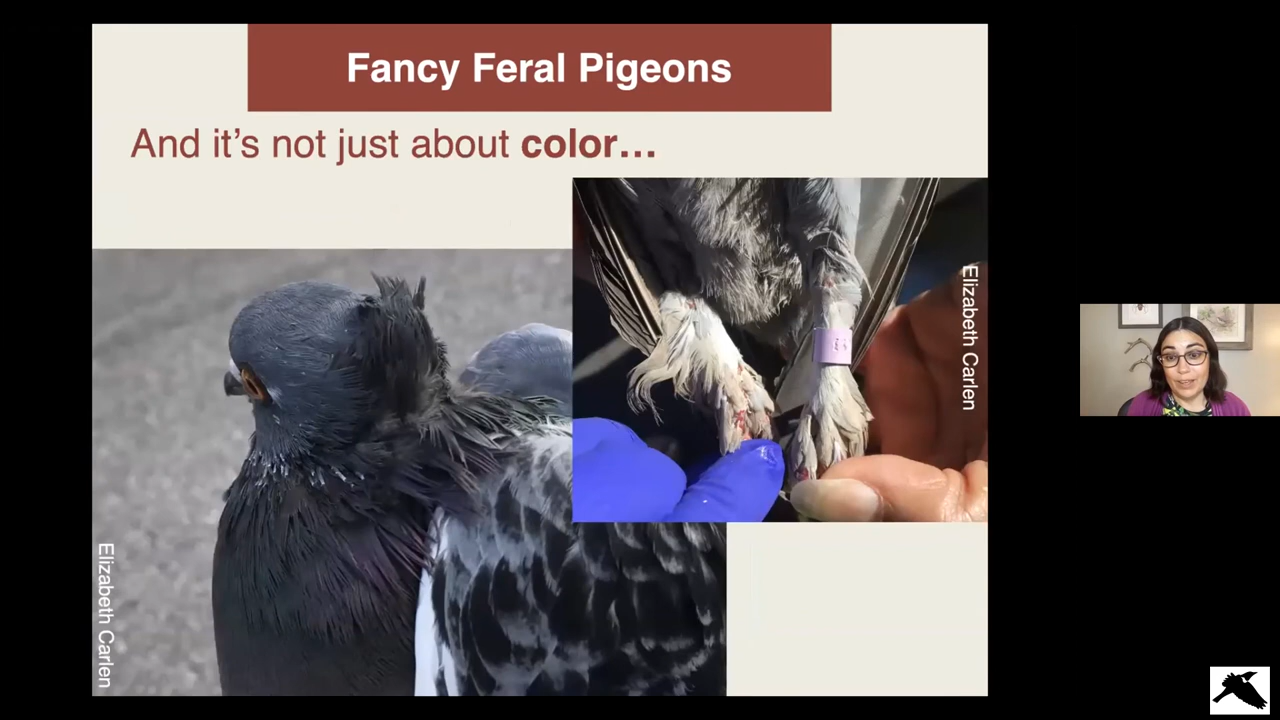 Fancy Feral Pigeons
And it's not just about color...
Elizabeth Carlen
Elizabeth Carlen